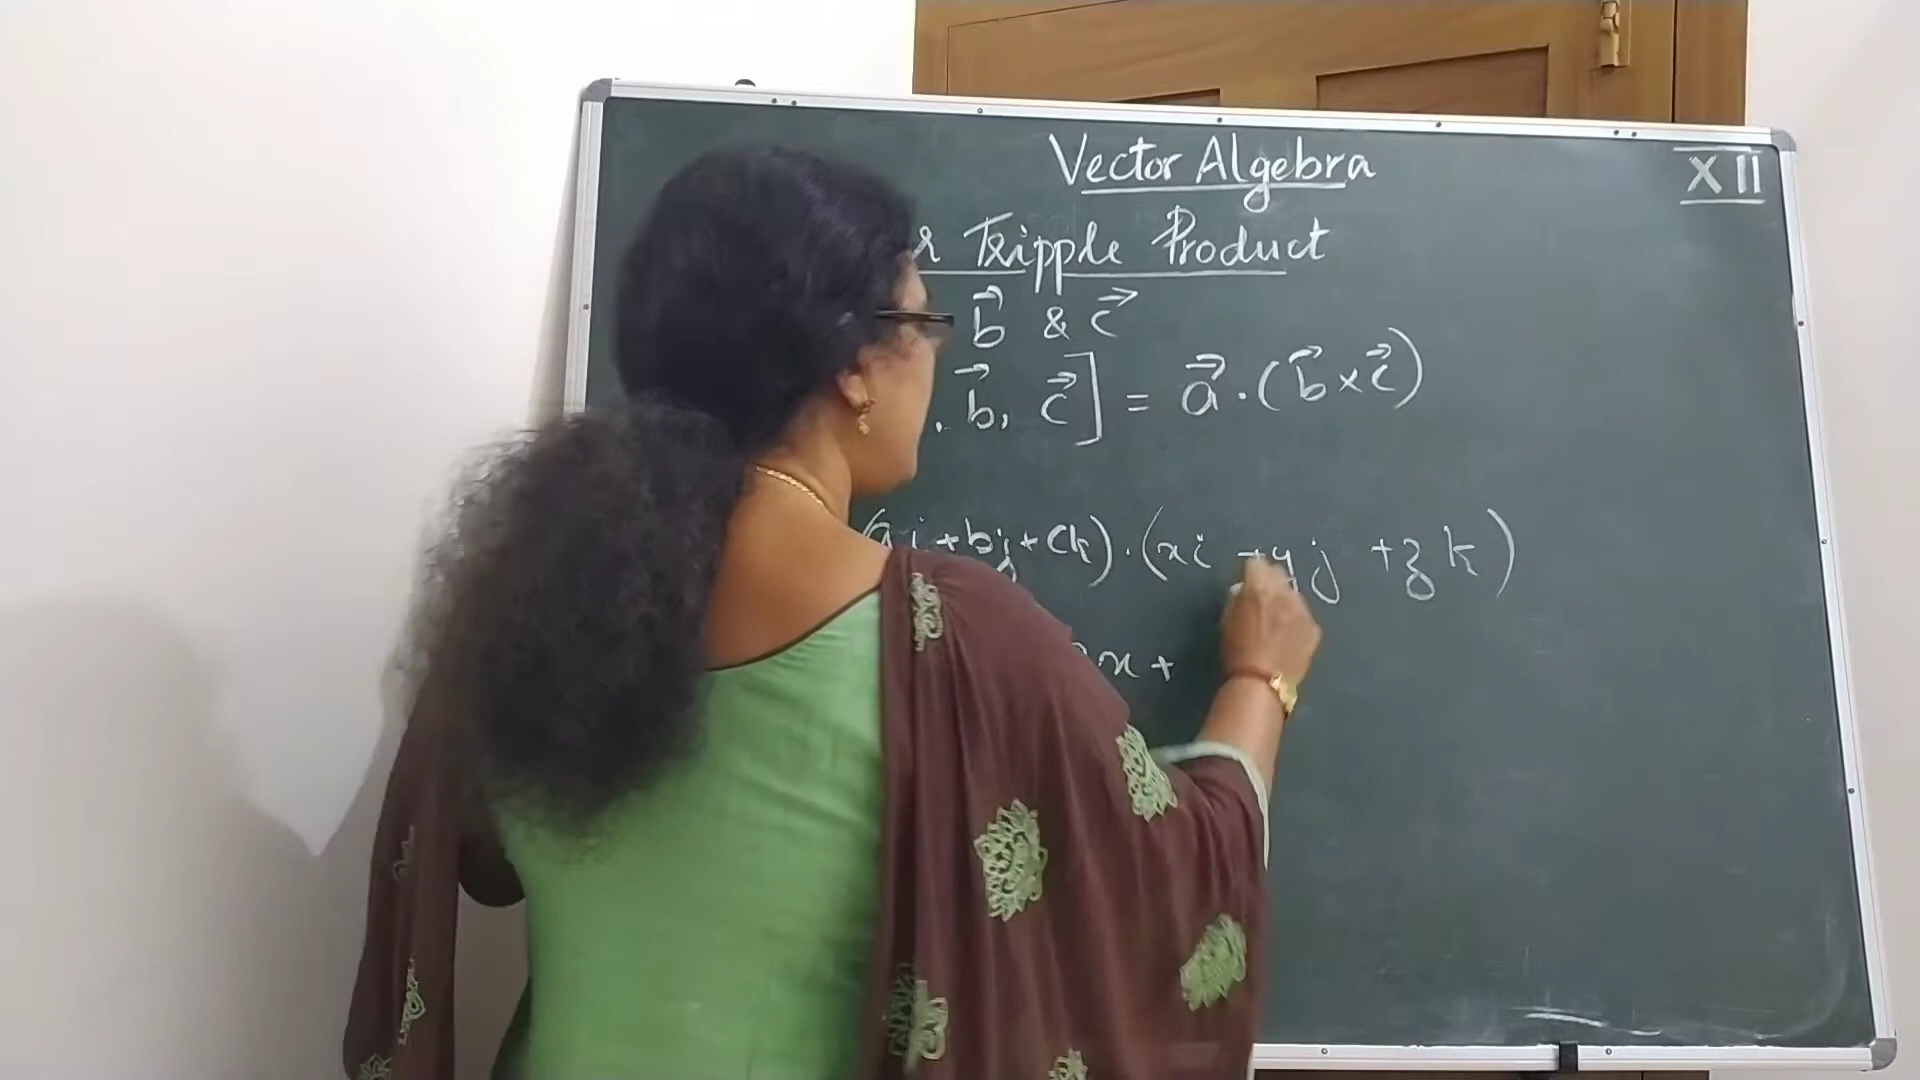 Vector Algebra
XII
Tripple Product
b⃗ & c⃗
. b⃗, c⃗] = a⃗·(b⃗×c⃗)
(ai+bj+ck)·(xi+yj+zk)
x+